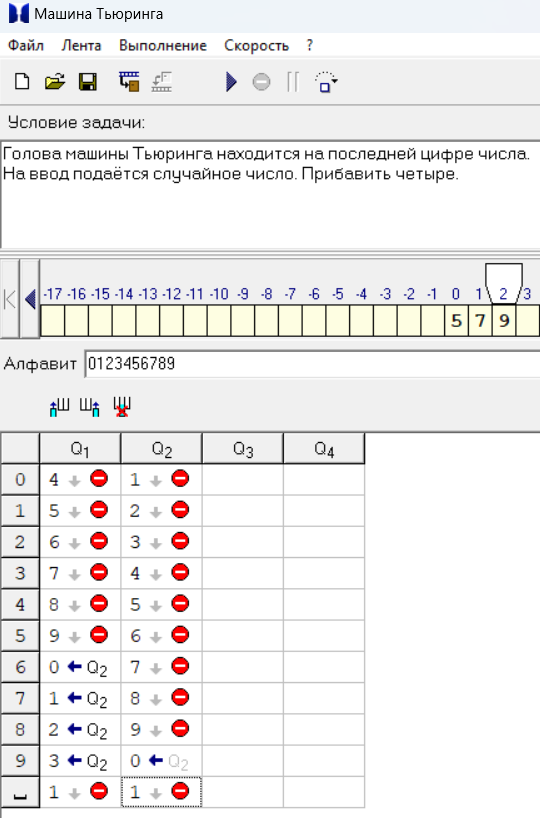 Машина Тьюринга
Файл Лента Выполнение Скорость ?
Условие задачи:
Голова машины Тьюринга находится на последней цифре числа.
На ввод подаётся случайное число. Прибавить четыре.
-17 -16 -15 -14 -13 -12 -11 -10 -9 -8 -7 -6 -5 -4 -3 -2 -1 0 1 2 3
5 7 9
Алфавит 0123456789
Q1 Q2 Q3 Q4
0 4 1
1 5 2
2 6 3
3 7 4
4 8 5
5 9 6
6 0 Q2 7
7 1 Q2 8
8 2 Q2 9
9 3 Q2 0 Q2
1 1